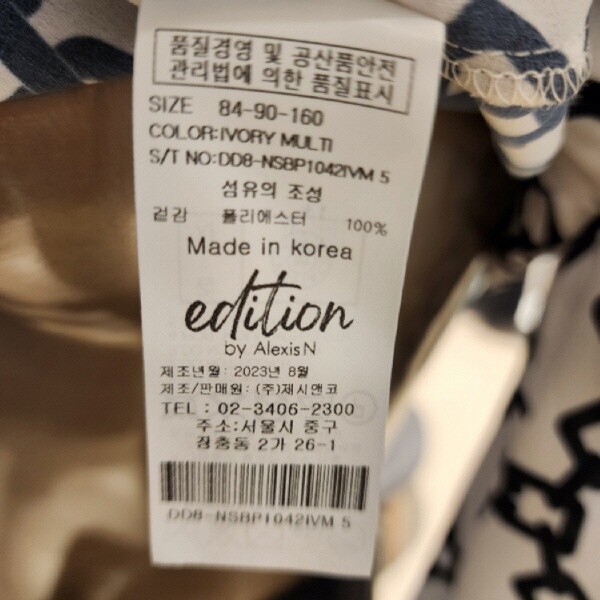 품질경영 및 공산품안전
관리법에 의한 품질표시
SIZE 84-90-160
COLOR:IVORY MULTI
S/T NO:DD8-NSBP1042IVM 5
섬유의 조성
겉감 폴리에스터 100%
Made in korea
edition
by AlexisN
제조년월: 2023년 8월
제조/판매원: (주)제시앤코
TEL : 02-3406-2300
주소:서울시 중구
장충동 2가 26-1
DD8-NSBP1042IVM 5